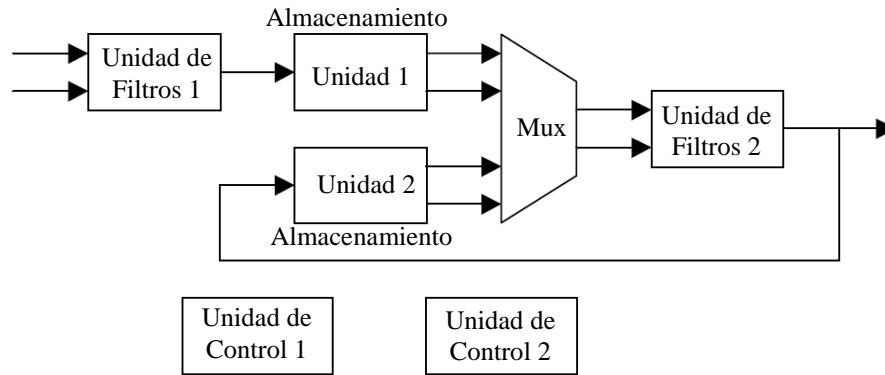 Almacenamiento
Unidad de
Filtros 1
Unidad 1
Mux
Unidad de
Filtros 2
Unidad 2
Almacenamiento
Unidad de
Control 1
Unidad de
Control 2